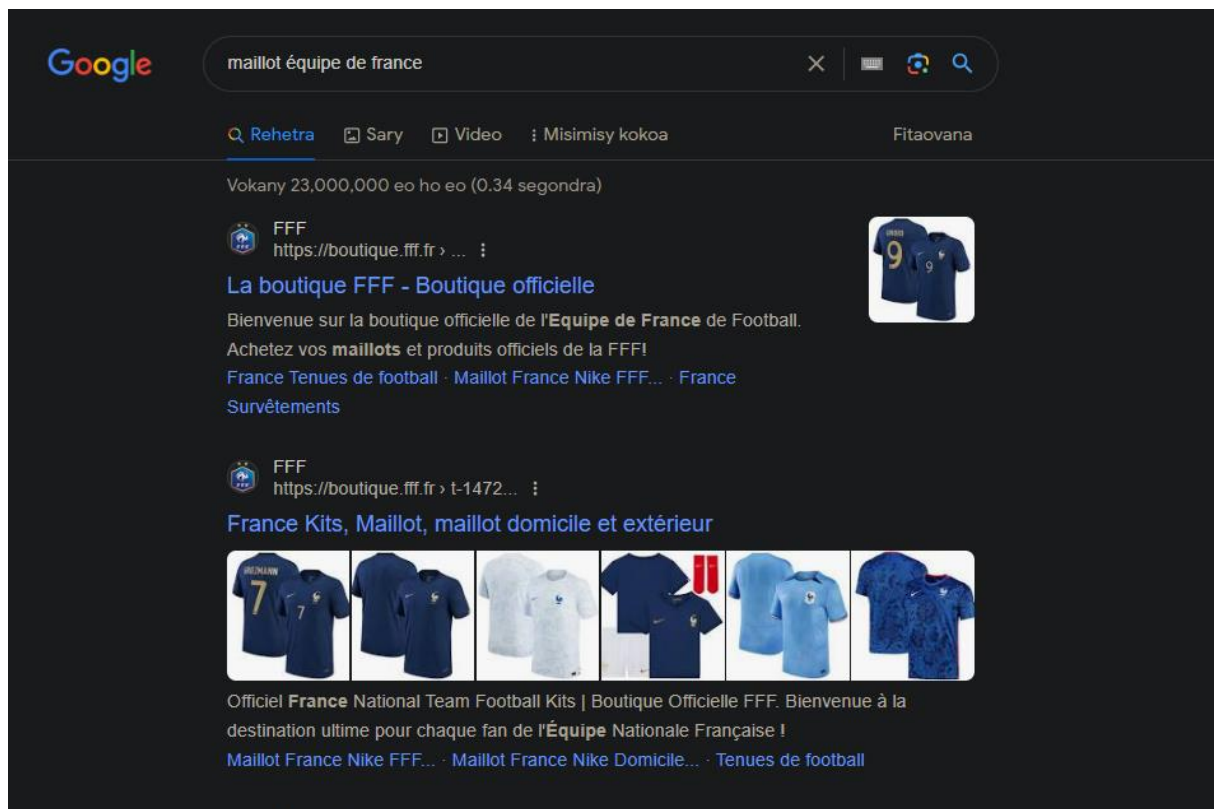 Google
maillot équipe de france
Rehetra Sary Video Misimisy kokoa Fitaovana
Vokany 23,000,000 eo ho eo (0.34 segondra)
FFF
https://boutique.fff.fr › ...
La boutique FFF - Boutique officielle
Bienvenue sur la boutique officielle de l'Equipe de France de Football.
Achetez vos maillots et produits officiels de la FFF!
France Tenues de football · Maillot France Nike FFF... · France
Survêtements
9
9
FFF
https://boutique.fff.fr › t-1472...
France Kits, Maillot, maillot domicile et extérieur
7
7
Officiel France National Team Football Kits | Boutique Officielle FFF. Bienvenue à la
destination ultime pour chaque fan de l'Équipe Nationale Française !
Maillot France Nike FFF... · Maillot France Nike Domicile... · Tenues de football